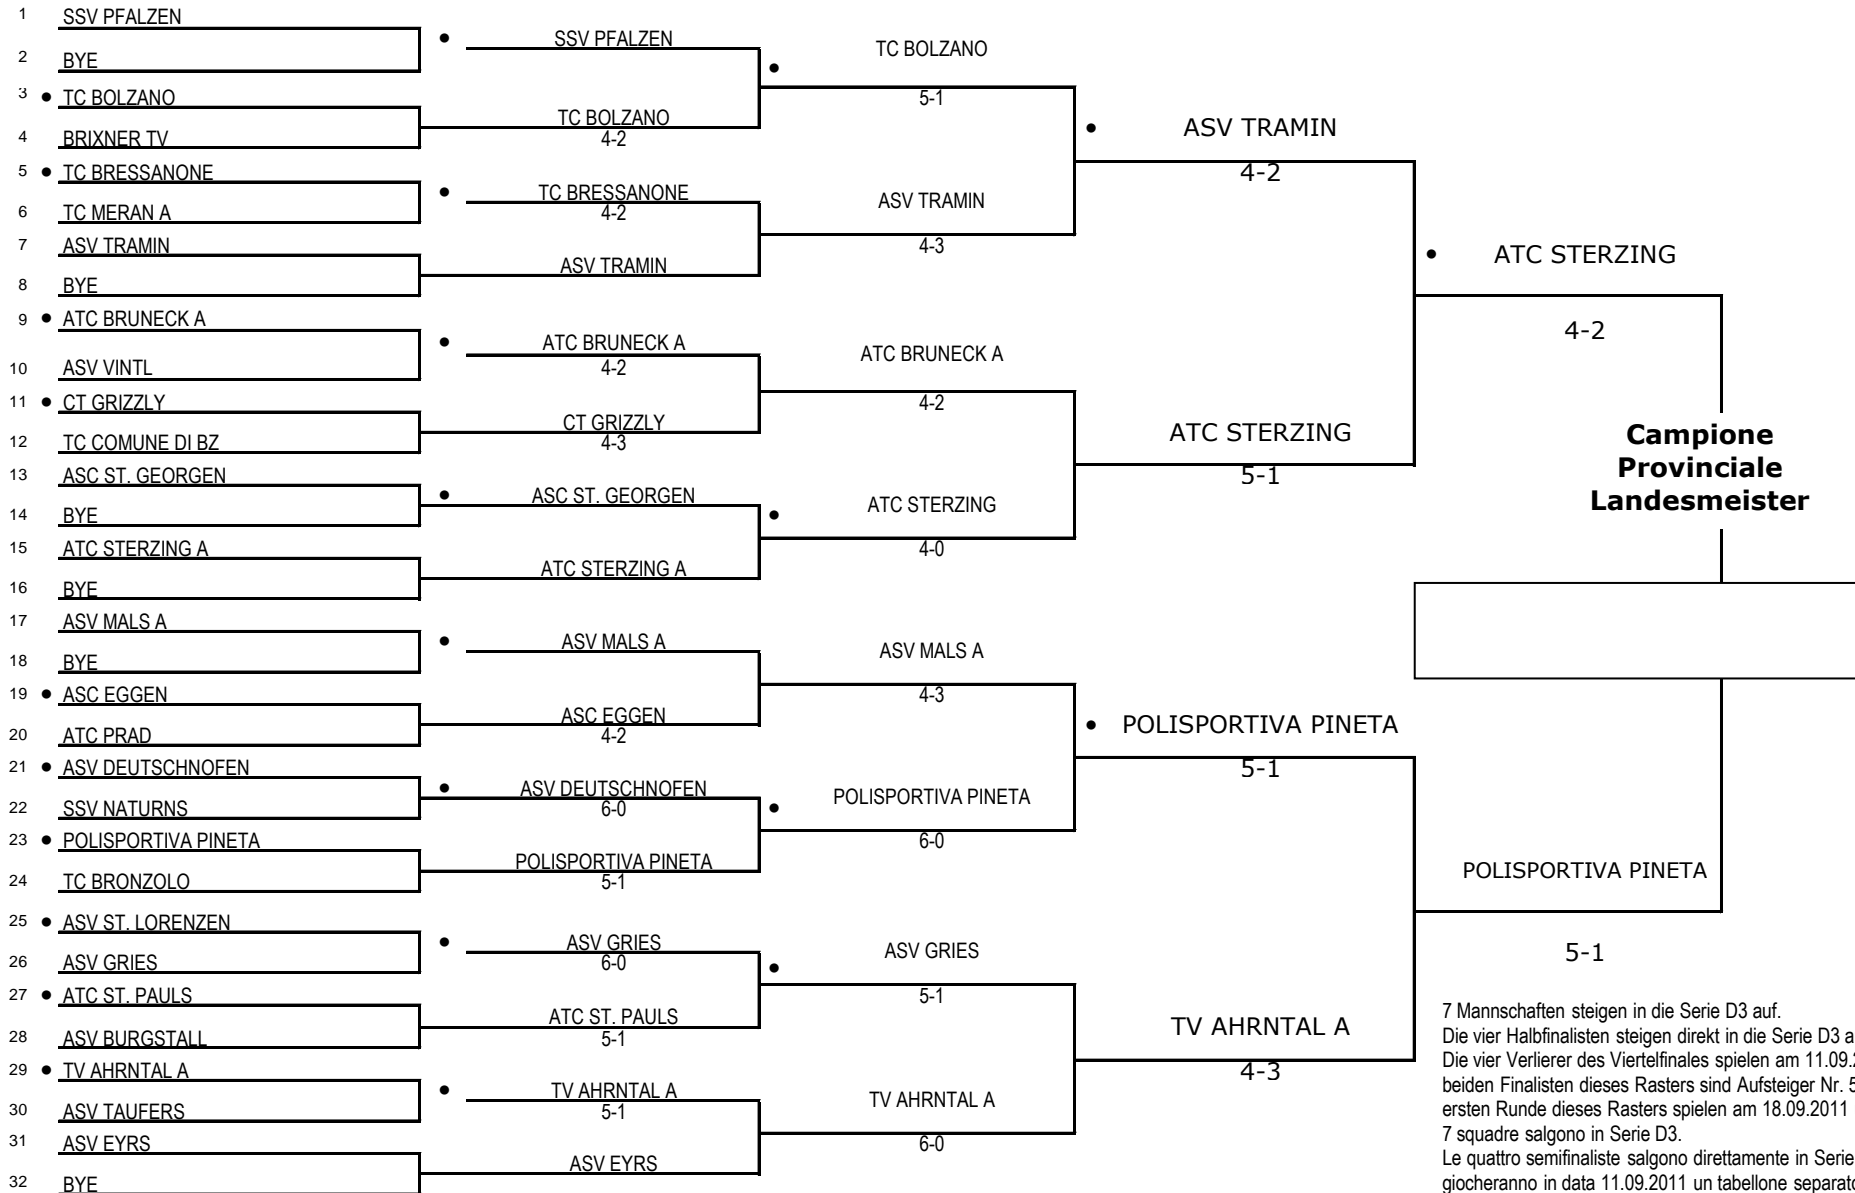 1 SSV PFALZEN
2 BYE
3 • TC BOLZANO
4 BRIXNER TV
5 • TC BRESSANONE
6 TC MERAN A
7 ASV TRAMIN
8 BYE
9 • ATC BRUNECK A
10 ASV VINTL
11 • CT GRIZZLY
12 TC COMUNE DI BZ
13 ASC ST. GEORGEN
14 BYE
15 ATC STERZING A
16 BYE
17 ASV MALS A
18 BYE
19 • ASC EGGEN
20 ATC PRAD
21 • ASV DEUTSCHNOFEN
22 SSV NATURNS
23 • POLISPORTIVA PINETA
24 TC BRONZOLO
25 • ASV ST. LORENZEN
26 ASV GRIES
27 • ATC ST. PAULS
28 ASV BURGSTALL
29 • TV AHRNTAL A
30 ASV TAUFERS
31 ASV EYRS
32 BYE
• SSV PFALZEN
TC BOLZANO
4-2
• TC BRESSANONE
4-2
ASV TRAMIN
• ATC BRUNECK A
4-2
CT GRIZZLY
4-3
• ASC ST. GEORGEN
ATC STERZING A
• ASV MALS A
ASC EGGEN
4-2
• ASV DEUTSCHNOFEN
6-0
POLISPORTIVA PINETA
5-1
• ASV GRIES
6-0
ATC ST. PAULS
5-1
• TV AHRNTAL A
5-1
ASV EYRS
• TC BOLZANO
5-1
ASV TRAMIN
4-3
ATC BRUNECK A
4-2
• ATC STERZING
4-0
ASV MALS A
4-3
• POLISPORTIVA PINETA
6-0
• ASV GRIES
5-1
TV AHRNTAL A
6-0
• ASV TRAMIN
4-2
ATC STERZING
5-1
• POLISPORTIVA PINETA
5-1
TV AHRNTAL A
4-3
• ATC STERZING
4-2
POLISPORTIVA PINETA
5-1
Campione
Provinciale
Landesmeister
7 Mannschaften steigen in die Serie D3 auf.
Die vier Halbfinalisten steigen direkt in die Serie D3 a
Die vier Verlierer des Viertelfinales spielen am 11.09.
beiden Finalisten dieses Rasters sind Aufsteiger Nr. 5
ersten Runde dieses Rasters spielen am 18.09.2011
7 squadre salgono in Serie D3.
Le quattro semifinaliste salgono direttamente in Serie
giocheranno in data 11.09.2011 un tabellone separato